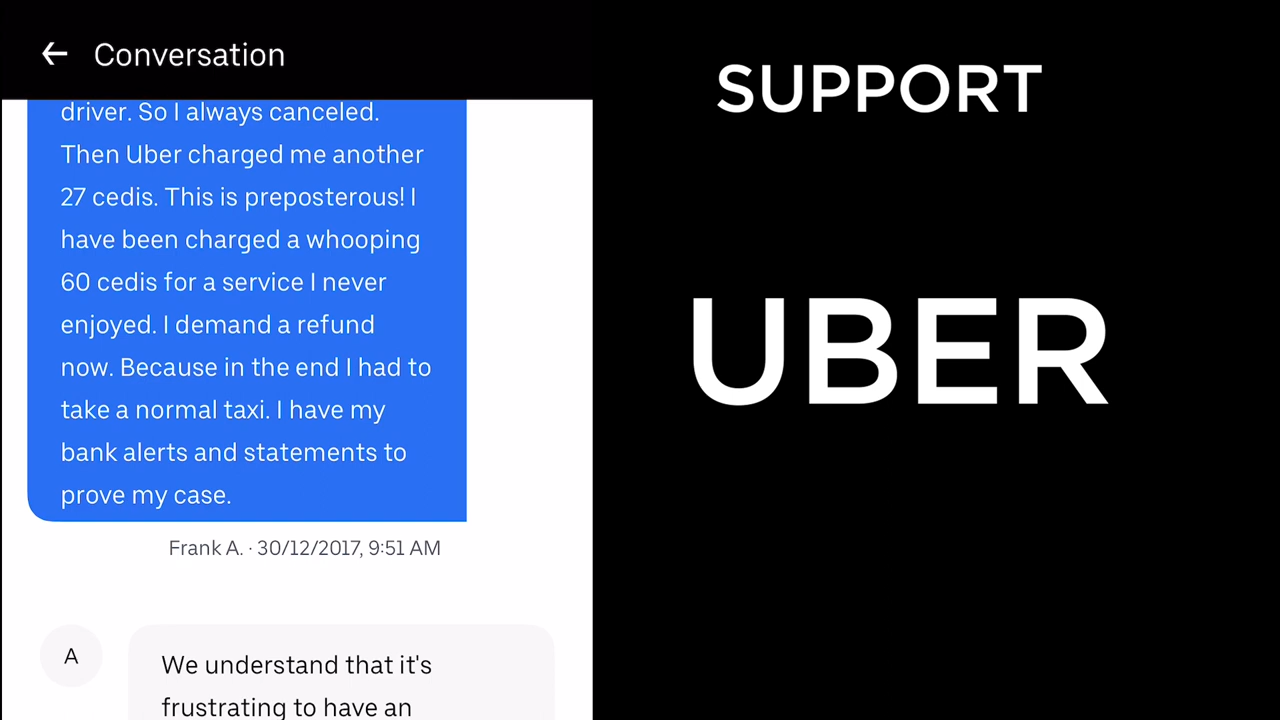 Conversation
driver. So I always canceled.
Then Uber charged me another
27 cedis. This is preposterous! I
have been charged a whooping
60 cedis for a service I never
enjoyed. I demand a refund
now. Because in the end I had to
take a normal taxi. I have my
bank alerts and statements to
prove my case.
Frank A. · 30/12/2017, 9:51 AM
A
We understand that it's
frustrating to have an
SUPPORT
UBER